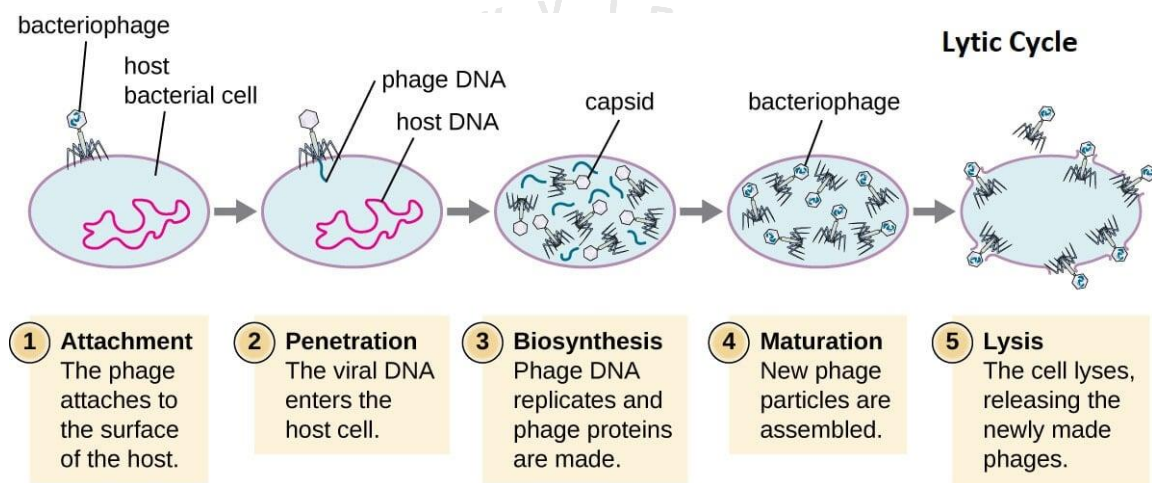 Lytic Cycle
bacteriophage
host
bacterial cell
phage DNA
host DNA
capsid
bacteriophage
1 Attachment
The phage
attaches to
the surface
of the host.
2 Penetration
The viral DNA
enters the
host cell.
3 Biosynthesis
Phage DNA
replicates and
phage proteins
are made.
4 Maturation
New phage
particles are
assembled.
5 Lysis
The cell lyses,
releasing the
newly made
phages.